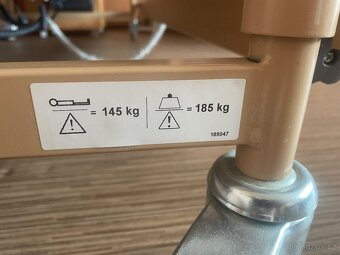 = 145 kg
= 185 kg
189047